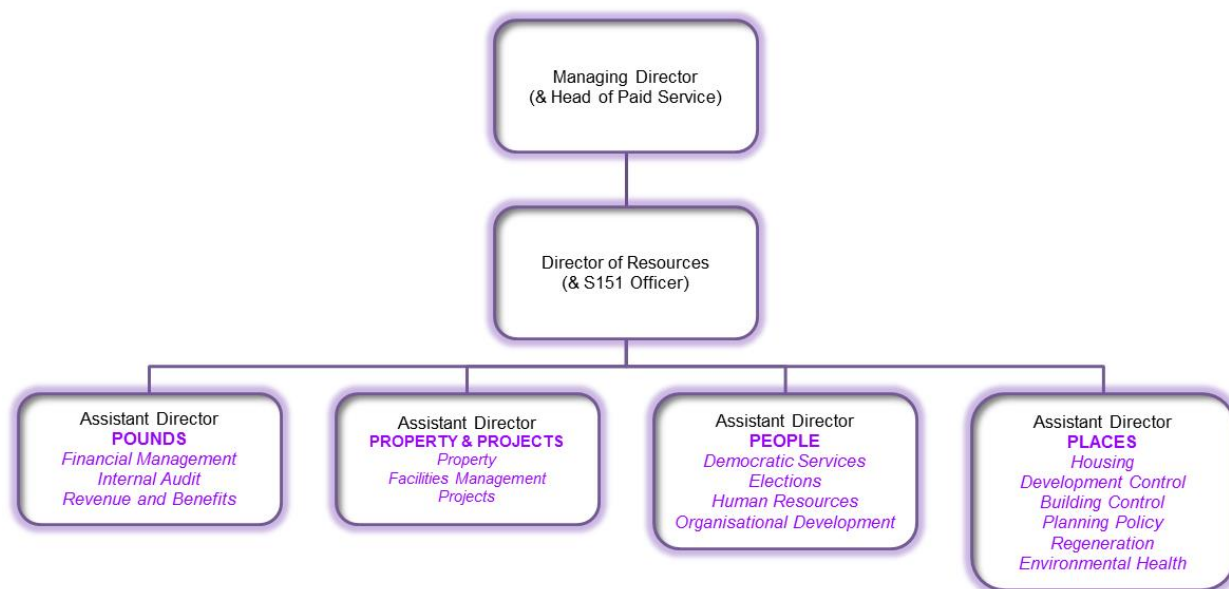 Managing Director
(& Head of Paid Service)
Director of Resources
(& S151 Officer)
Assistant Director
POUNDS
Financial Management
Internal Audit
Revenue and Benefits
Assistant Director
PROPERTY & PROJECTS
Property
Facilities Management
Projects
Assistant Director
PEOPLE
Democratic Services
Elections
Human Resources
Organisational Development
Assistant Director
PLACES
Housing
Development Control
Building Control
Planning Policy
Regeneration
Environmental Health